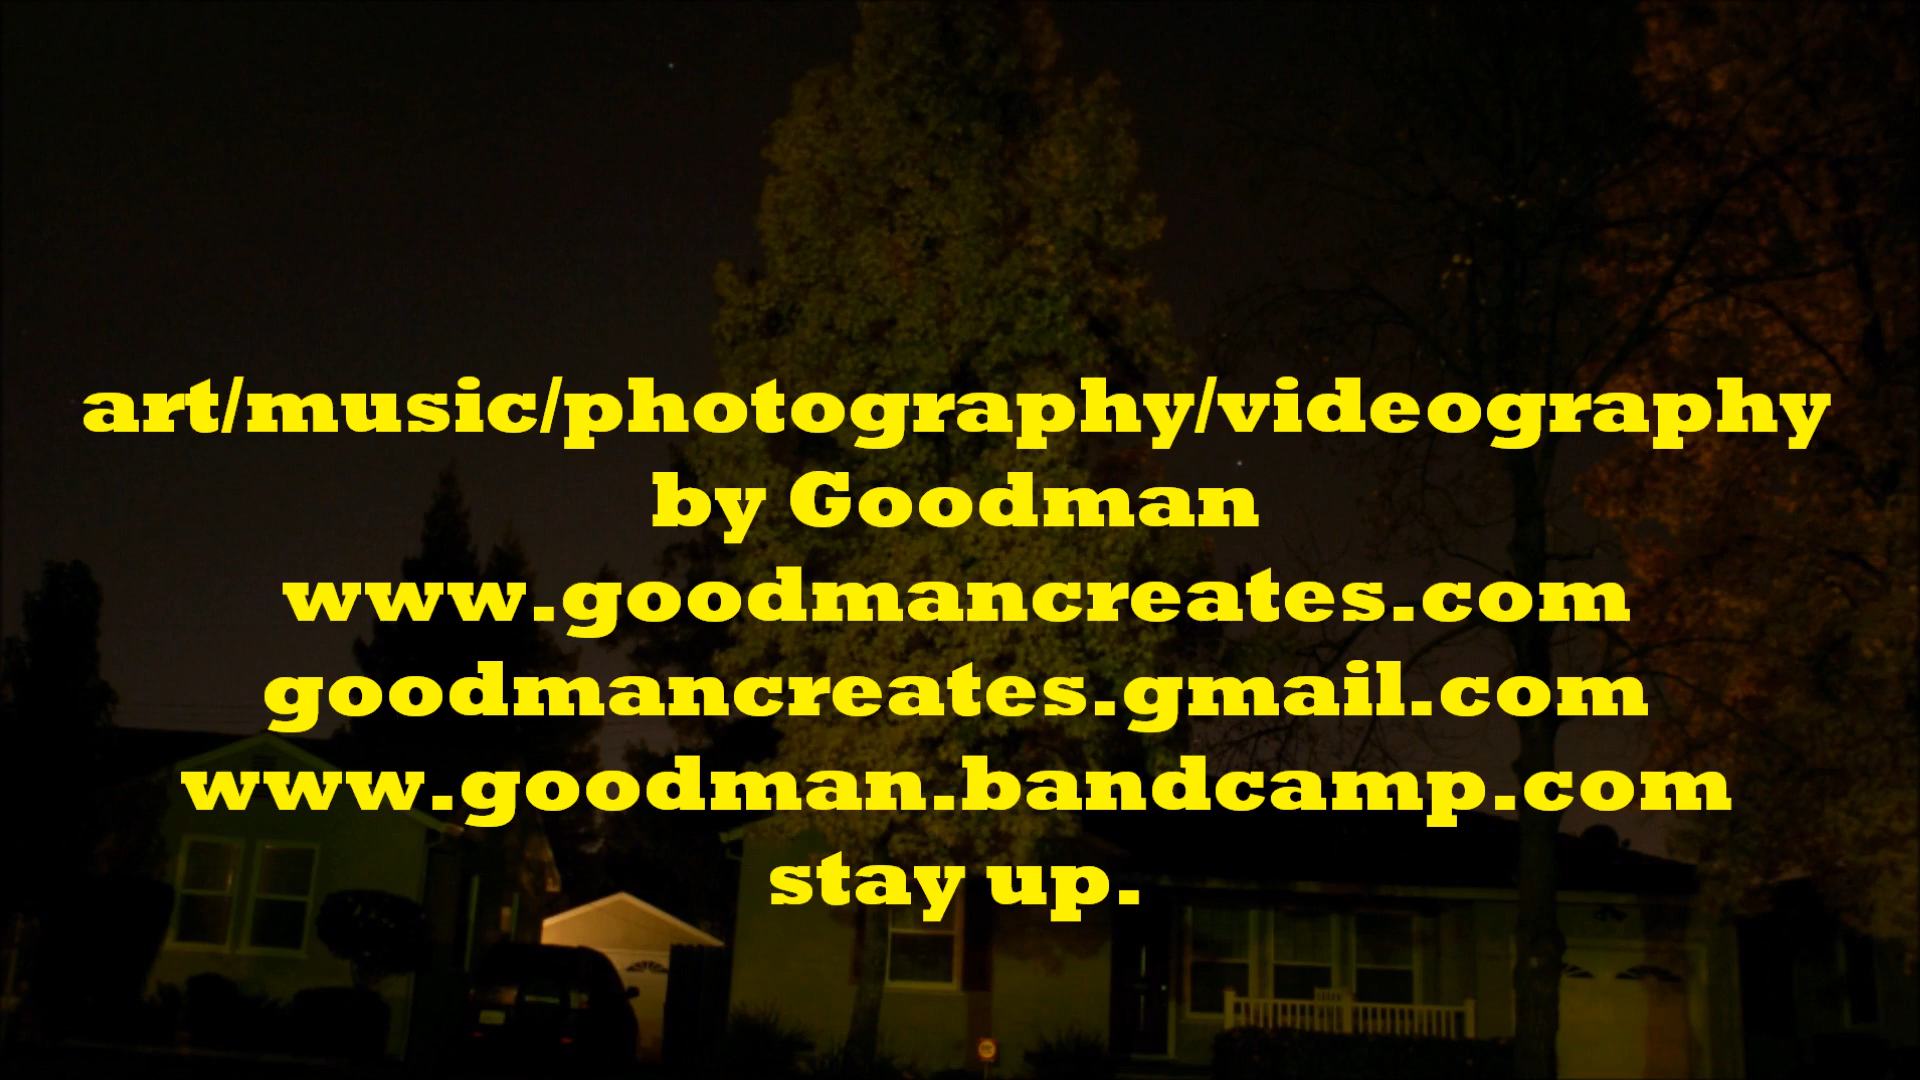 art/music/photography/videography
by Goodman
www.goodmancreates.com
goodmancreates.gmail.com
www.goodman.bandcamp.com
stay up.